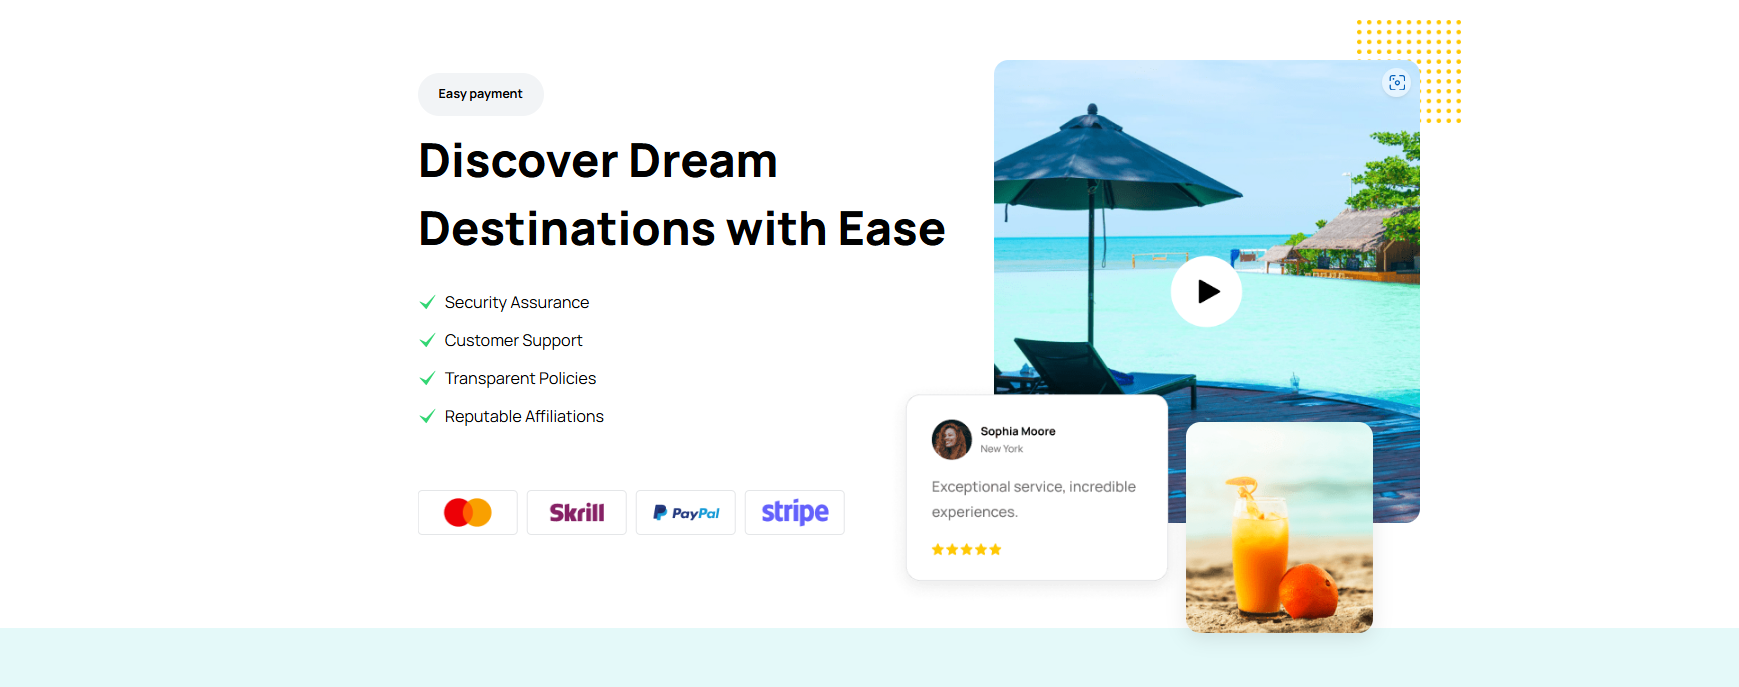 Easy payment
Discover Dream
Destinations with Ease
Security Assurance
Customer Support
Transparent Policies
Reputable Affiliations
Skrill
PayPal
stripe
Sophia Moore
New York
Exceptional service, incredible
experiences.